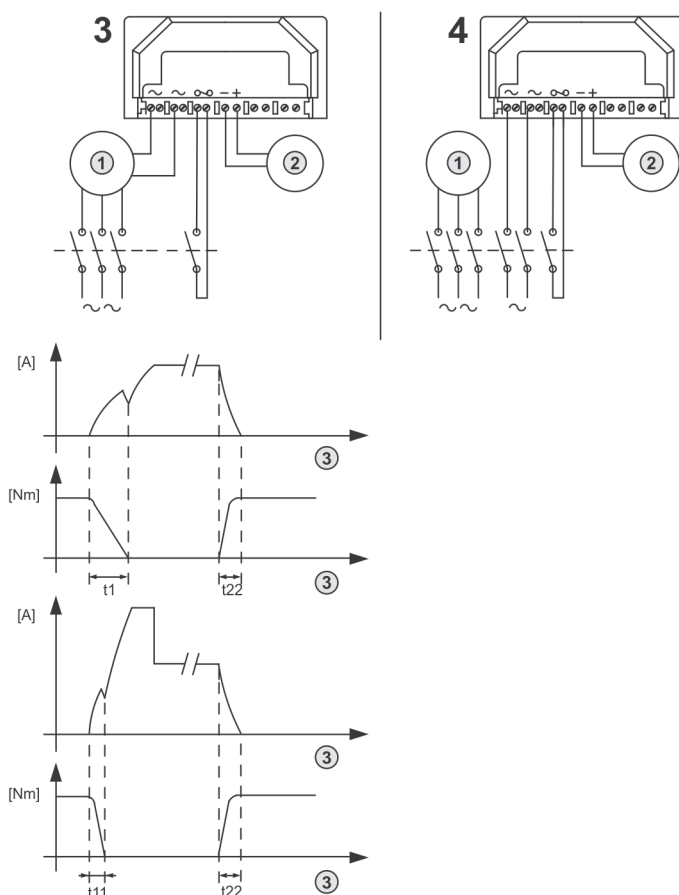 3
4
∼ ∼ − +
∼ ∼ − +
1
2
1
2
∼ ∼
∼ ∼ ∼
[A]
3
[Nm]
t1
t22
3
[A]
3
[Nm]
t11
t22
3